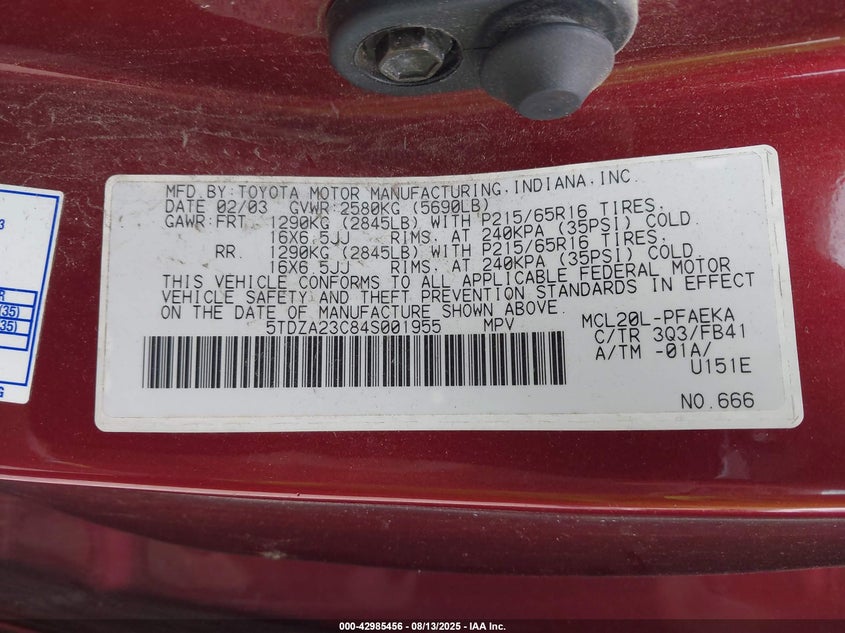 MFD.BY:TOYOTA MOTOR MANUFACTURING,INDIANA,INC.
DATE 02/03 GVWR:2580KG (5690LB)
GAWR:FRT. 1290KG (2845LB) WITH P215/65R16 TIRES.
16X6.5JJ RIMS. AT 240KPA (35PSI) COLD.
RR. 1290KG (2845LB) WITH P215/65R16 TIRES.
16X6.5JJ RIMS. AT 240KPA (35PSI) COLD.
THIS VEHICLE CONFORMS TO ALL APPLICABLE FEDERAL MOTOR
VEHICLE SAFETY AND THEFT PREVENTION STANDARDS IN EFFECT
ON THE DATE OF MANUFACTURE SHOWN ABOVE.
5TDZA23C84S001955 MPV
MCL20L-PFAEKA
C/TR 3Q3/FB41
A/TM -01A/
U151E
NO.666
3
R
(35)
35)
G
000-42985456 - 08/13/2025 - IAA Inc.